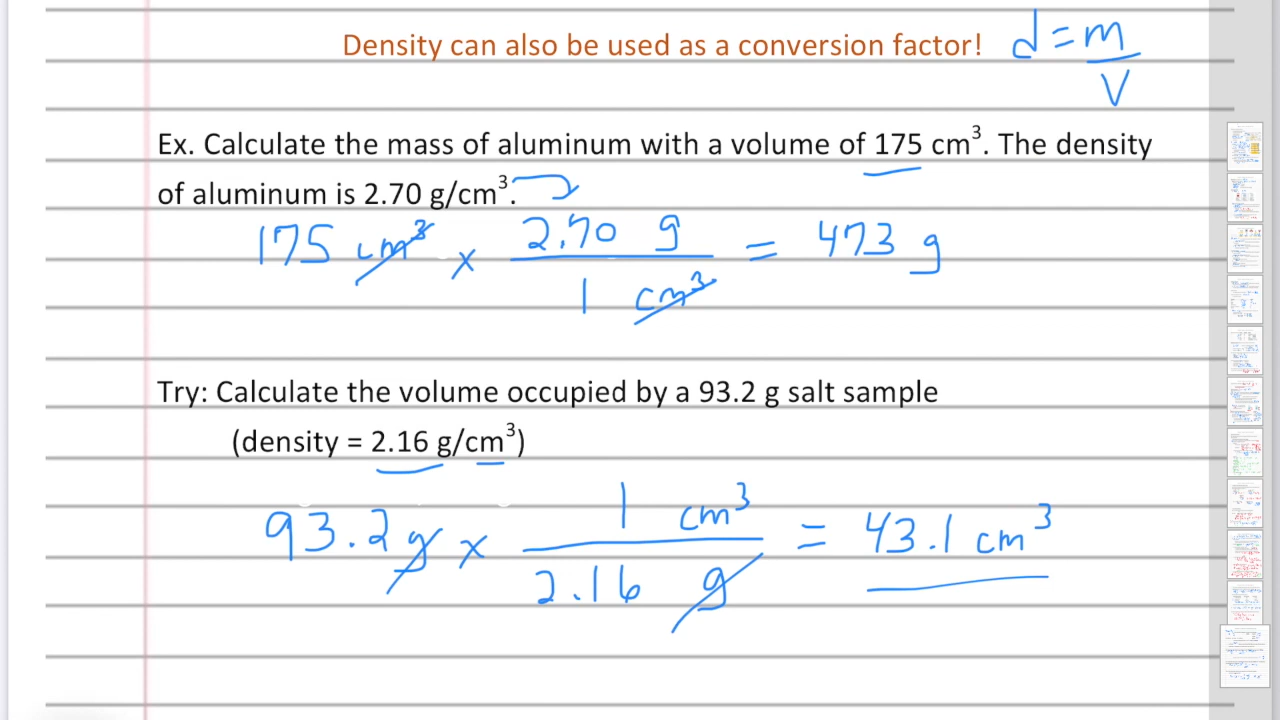 Density can also be used as a conversion factor! d = m/V
Ex. Calculate the mass of aluminum with a volume of 175 cm³. The density
of aluminum is 2.70 g/cm³.
175 cm³ x 2.70 g / 1 cm³ = 473 g
Try: Calculate the volume occupied by a 93.2 g salt sample
(density = 2.16 g/cm³)
93.2 g x 1 cm³ / 2.16 g = 43.1 cm³